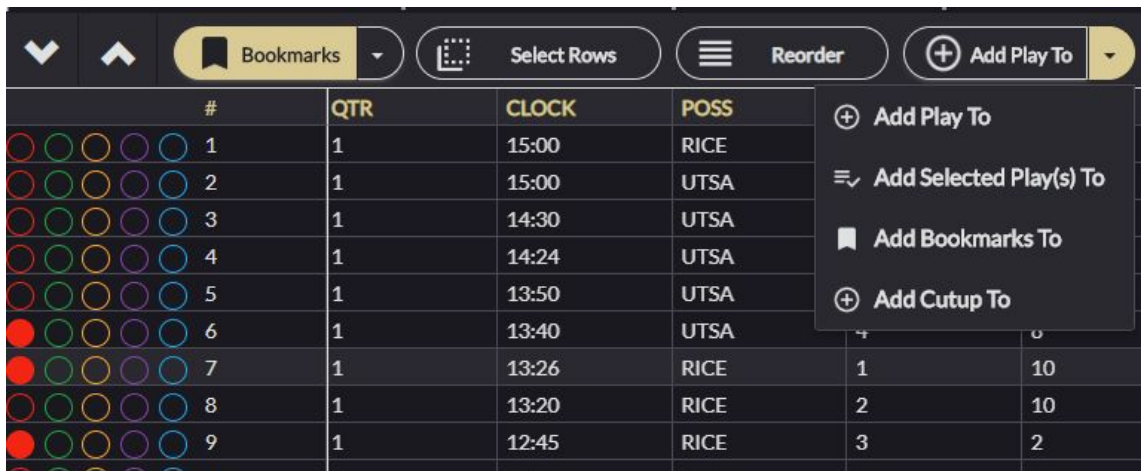 Bookmarks Select Rows Reorder Add Play To
# QTR CLOCK POSS
1 1 15:00 RICE
2 1 15:00 UTSA
3 1 14:30 UTSA
4 1 14:24 UTSA
5 1 13:50 UTSA
6 1 13:40 UTSA
7 1 13:26 RICE 1 10
8 1 13:20 RICE 2 10
9 1 12:45 RICE 3 2
Add Play To
Add Selected Play(s) To
Add Bookmarks To
Add Cutup To